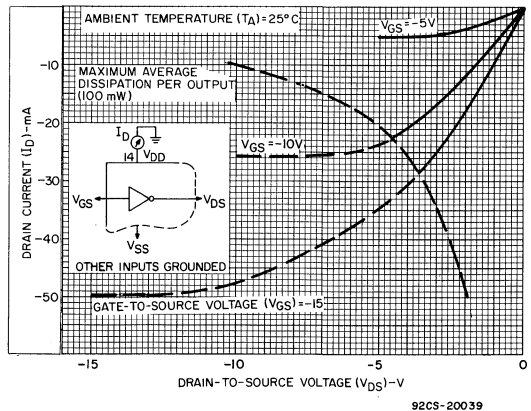 AMBIENT TEMPERATURE (TA)=25°C
VGS=-5V
MAXIMUM AVERAGE
DISSIPATION PER OUTPUT
(100 mW)
ID
14
VDD
VGS
VDS
VSS
OTHER INPUTS GROUNDED
VGS=-10V
GATE-TO-SOURCE VOLTAGE (VGS)=-15
DRAIN CURRENT (ID)-mA
-10
-20
-30
-40
-50
-15
-10
-5
0
DRAIN-TO-SOURCE VOLTAGE (VDS)-V
92CS-20039